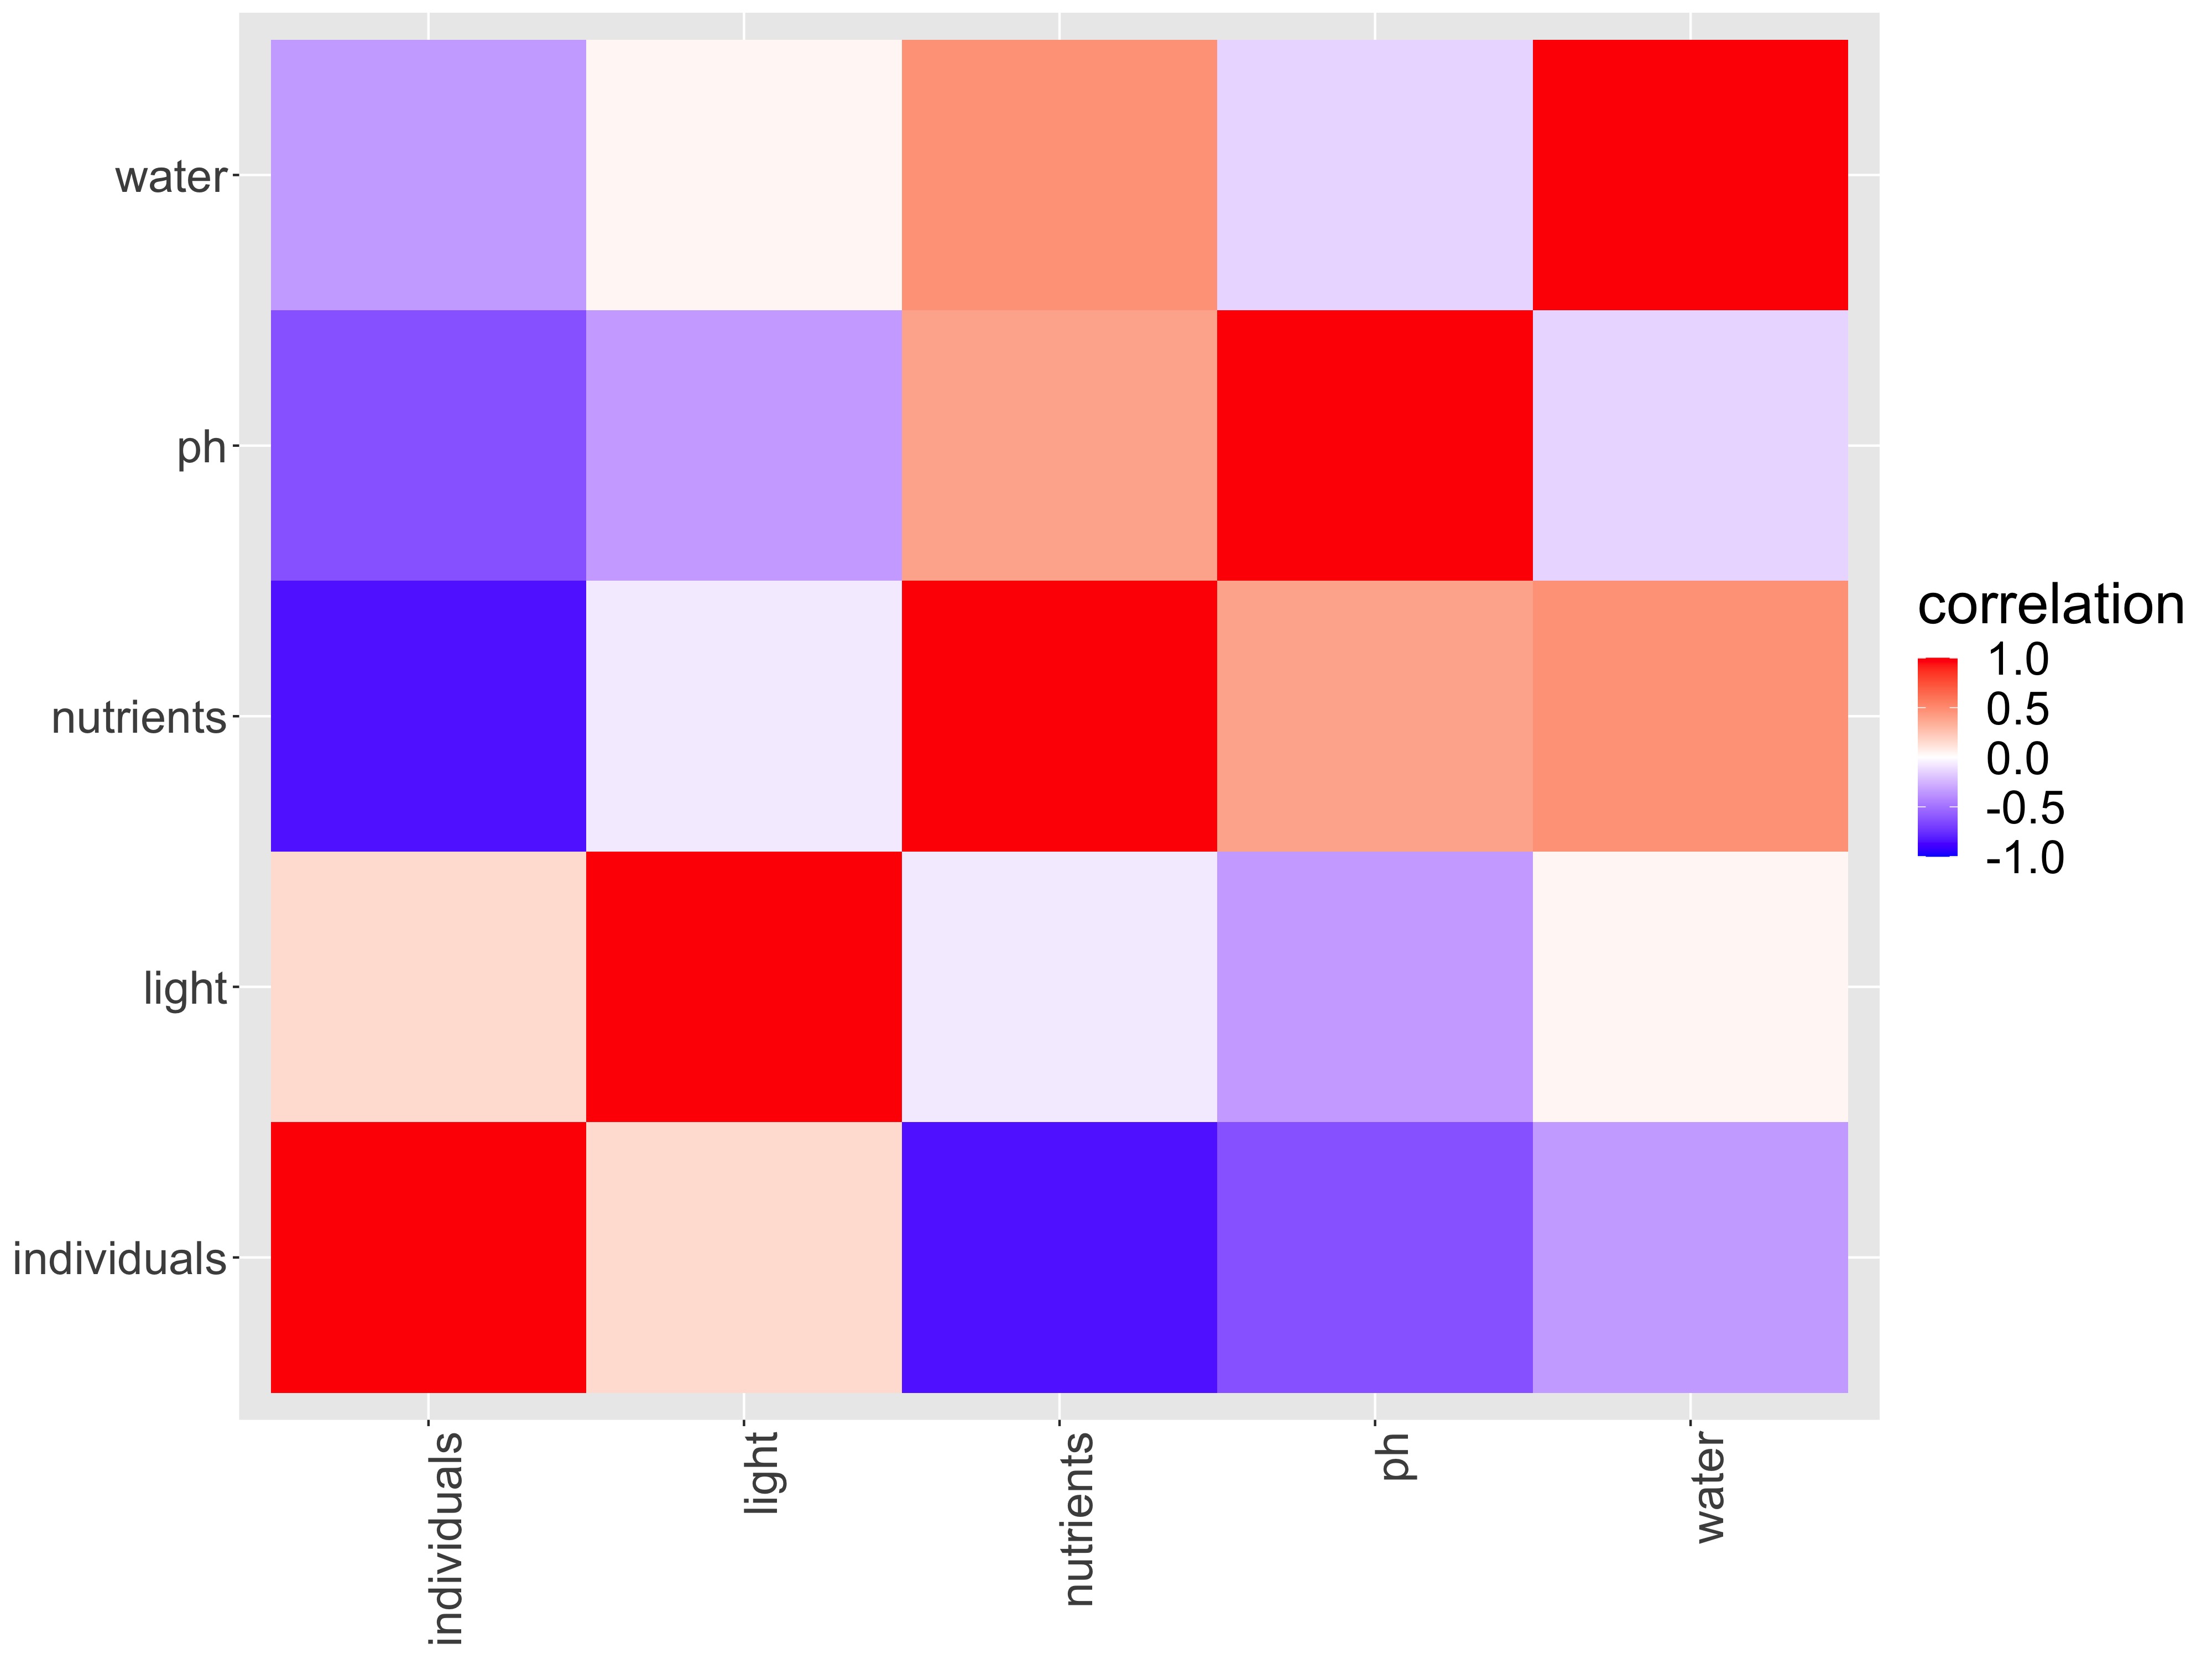 water
ph
nutrients
light
individuals
individuals
light
nutrients
ph
water
correlation
1.0
0.5
0.0
-0.5
-1.0